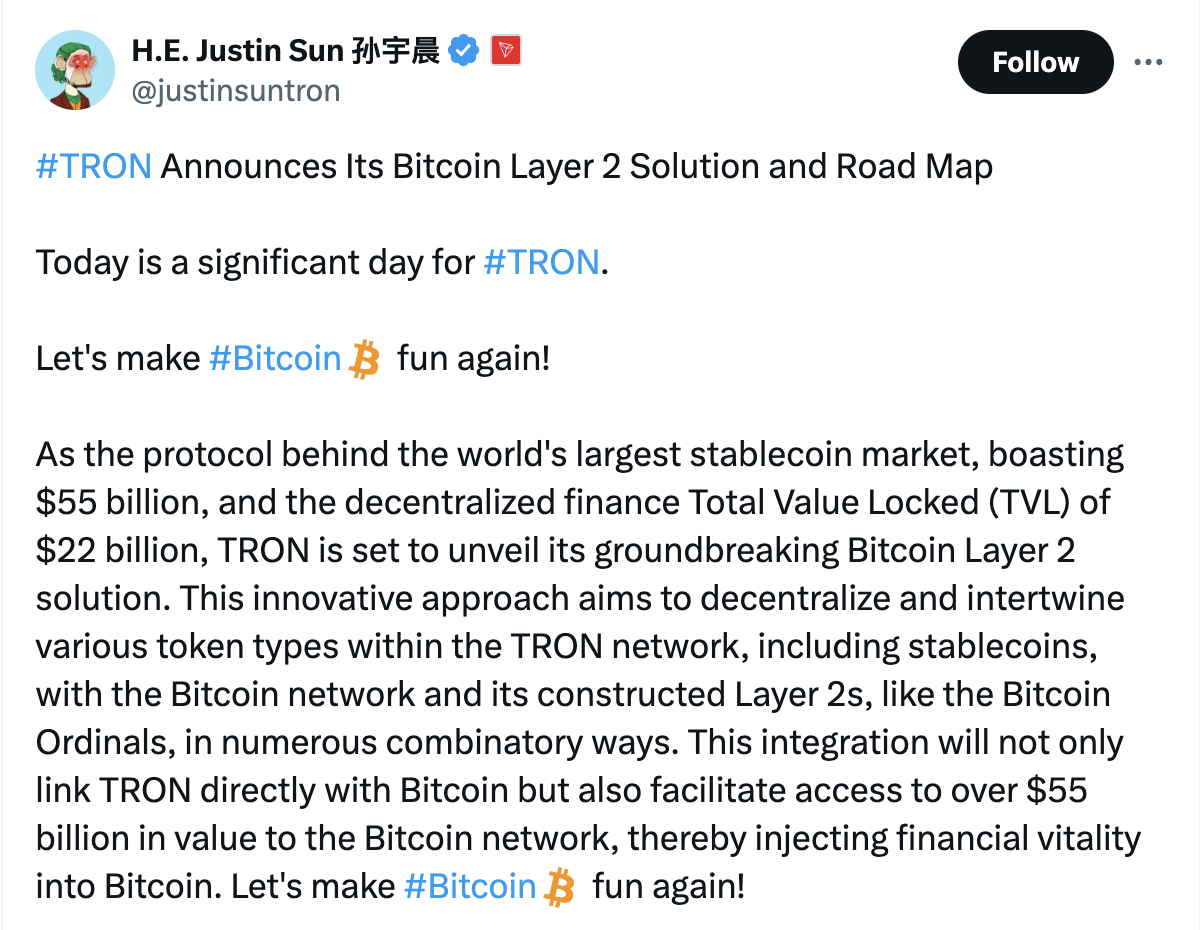 H.E. Justin Sun 孙宇晨
@justinsuntron
Follow
#TRON Announces Its Bitcoin Layer 2 Solution and Road Map
Today is a significant day for #TRON.
Let's make #Bitcoin fun again!
As the protocol behind the world's largest stablecoin market, boasting
$55 billion, and the decentralized finance Total Value Locked (TVL) of
$22 billion, TRON is set to unveil its groundbreaking Bitcoin Layer 2
solution. This innovative approach aims to decentralize and intertwine
various token types within the TRON network, including stablecoins,
with the Bitcoin network and its constructed Layer 2s, like the Bitcoin
Ordinals, in numerous combinatory ways. This integration will not only
link TRON directly with Bitcoin but also facilitate access to over $55
billion in value to the Bitcoin network, thereby injecting financial vitality
into Bitcoin. Let's make #Bitcoin fun again!